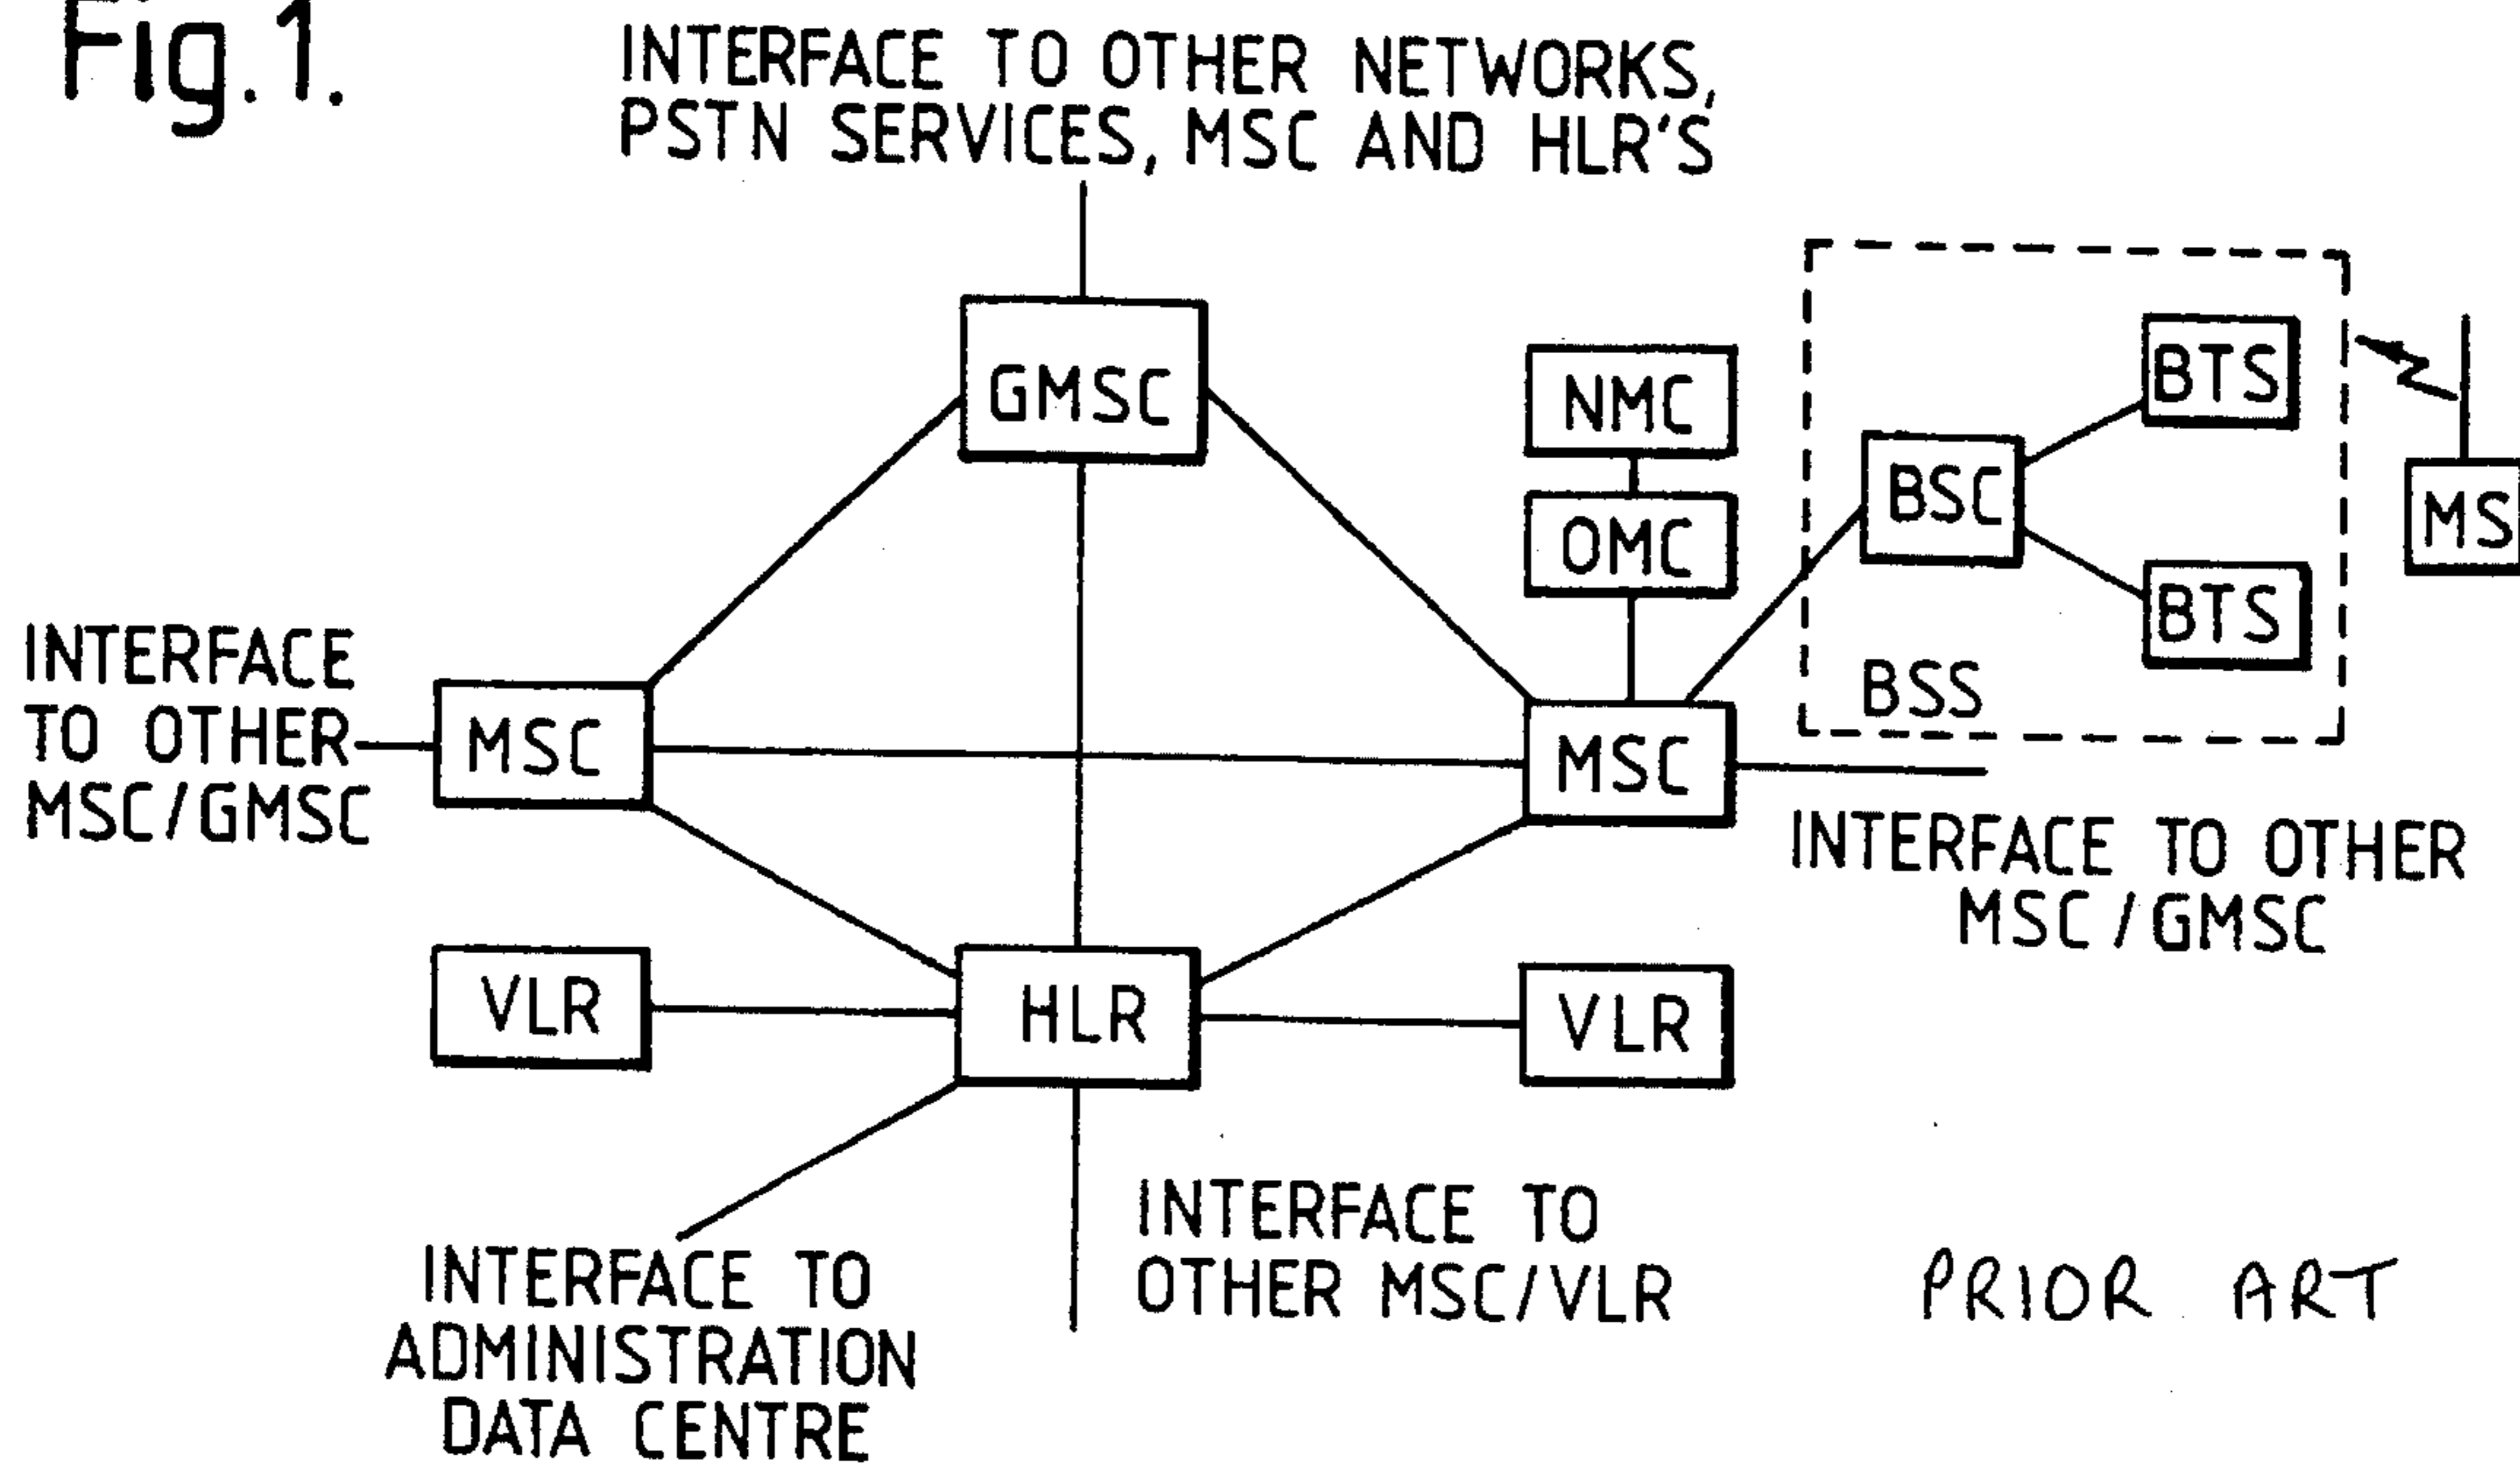 Fig.1.
INTERFACE TO OTHER NETWORKS,
PSTN SERVICES, MSC AND HLR'S
GMSC
NMC
OMC
BTS
BSC
BTS
BSS
MS
INTERFACE
TO OTHER
MSC/GMSC
MSC
MSC
INTERFACE TO OTHER
MSC/GMSC
VLR
HLR
VLR
INTERFACE TO
OTHER MSC/VLR
INTERFACE TO
ADMINISTRATION
DATA CENTRE
PRIOR ART